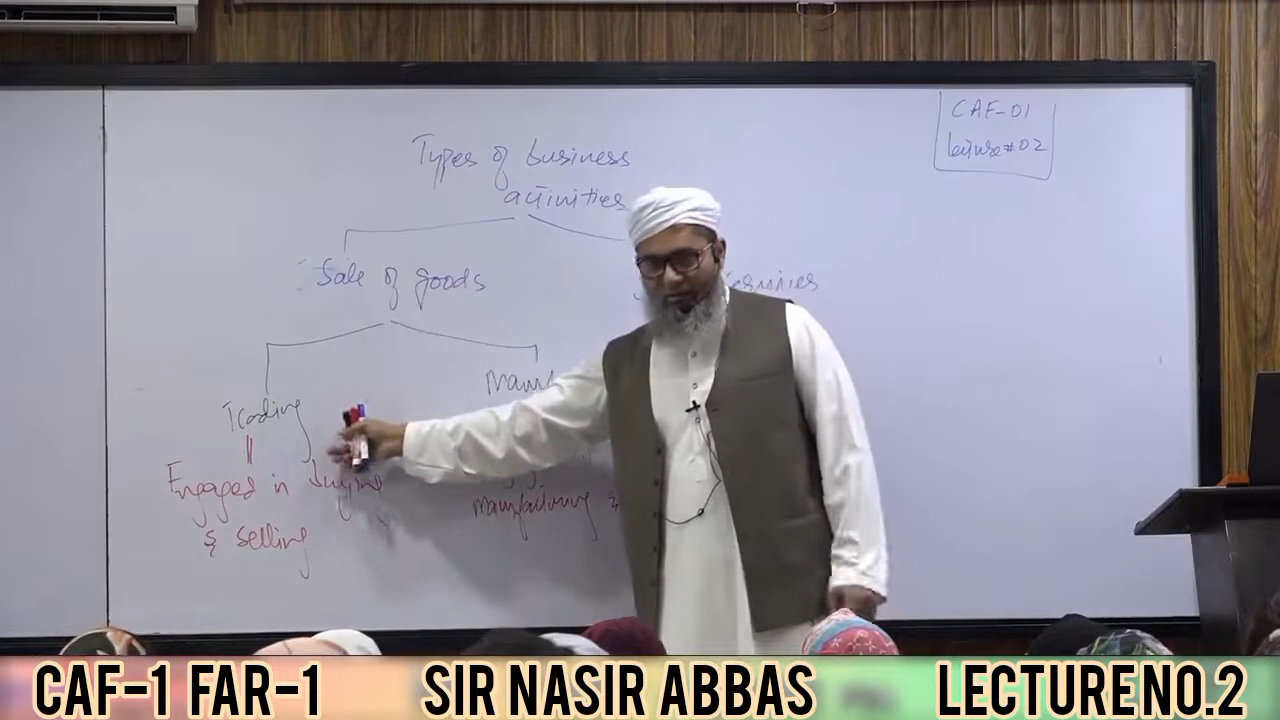 CAF-01
Lecture # 02
Types of business
activities
Sale of goods
Trading
Engaged in buying
& selling
manufacturing &
CAF-1 FAR-1 SIR NASIR ABBAS LECTURE NO.2